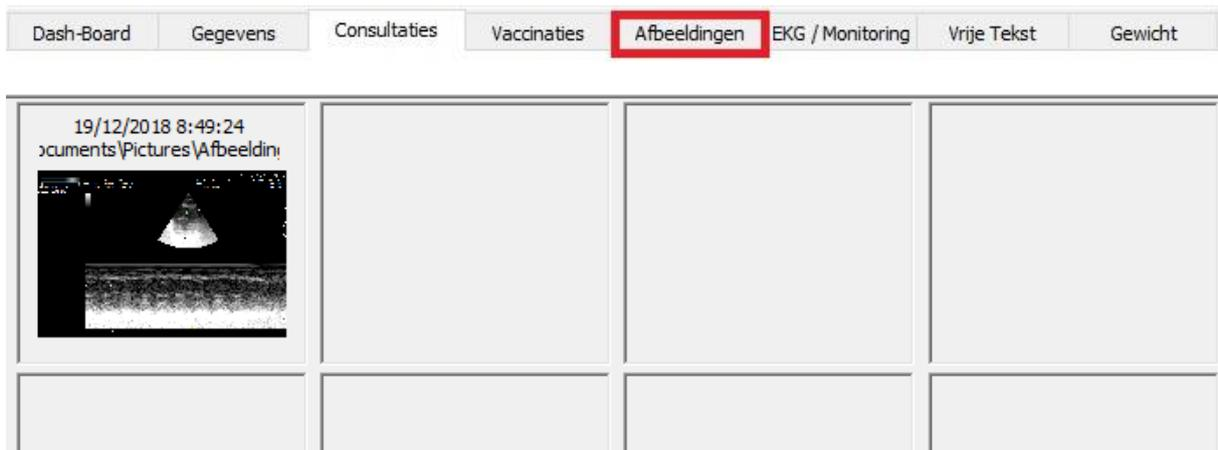 Dash-Board Gegevens Consultaties Vaccinaties Afbeeldingen EKG / Monitoring Vrije Tekst Gewicht
19/12/2018 8:49:24
ocuments\Pictures\Afbeelding